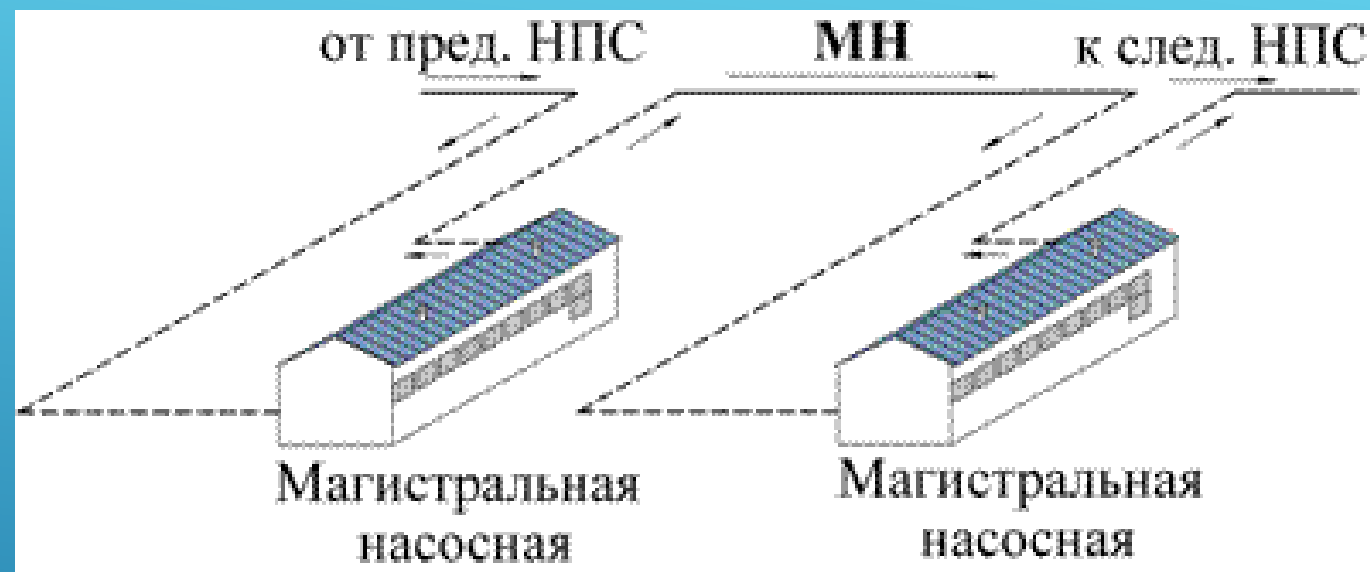 от пред. НПС
МН
к след. НПС
Магистральная
насосная
Магистральная
насосная